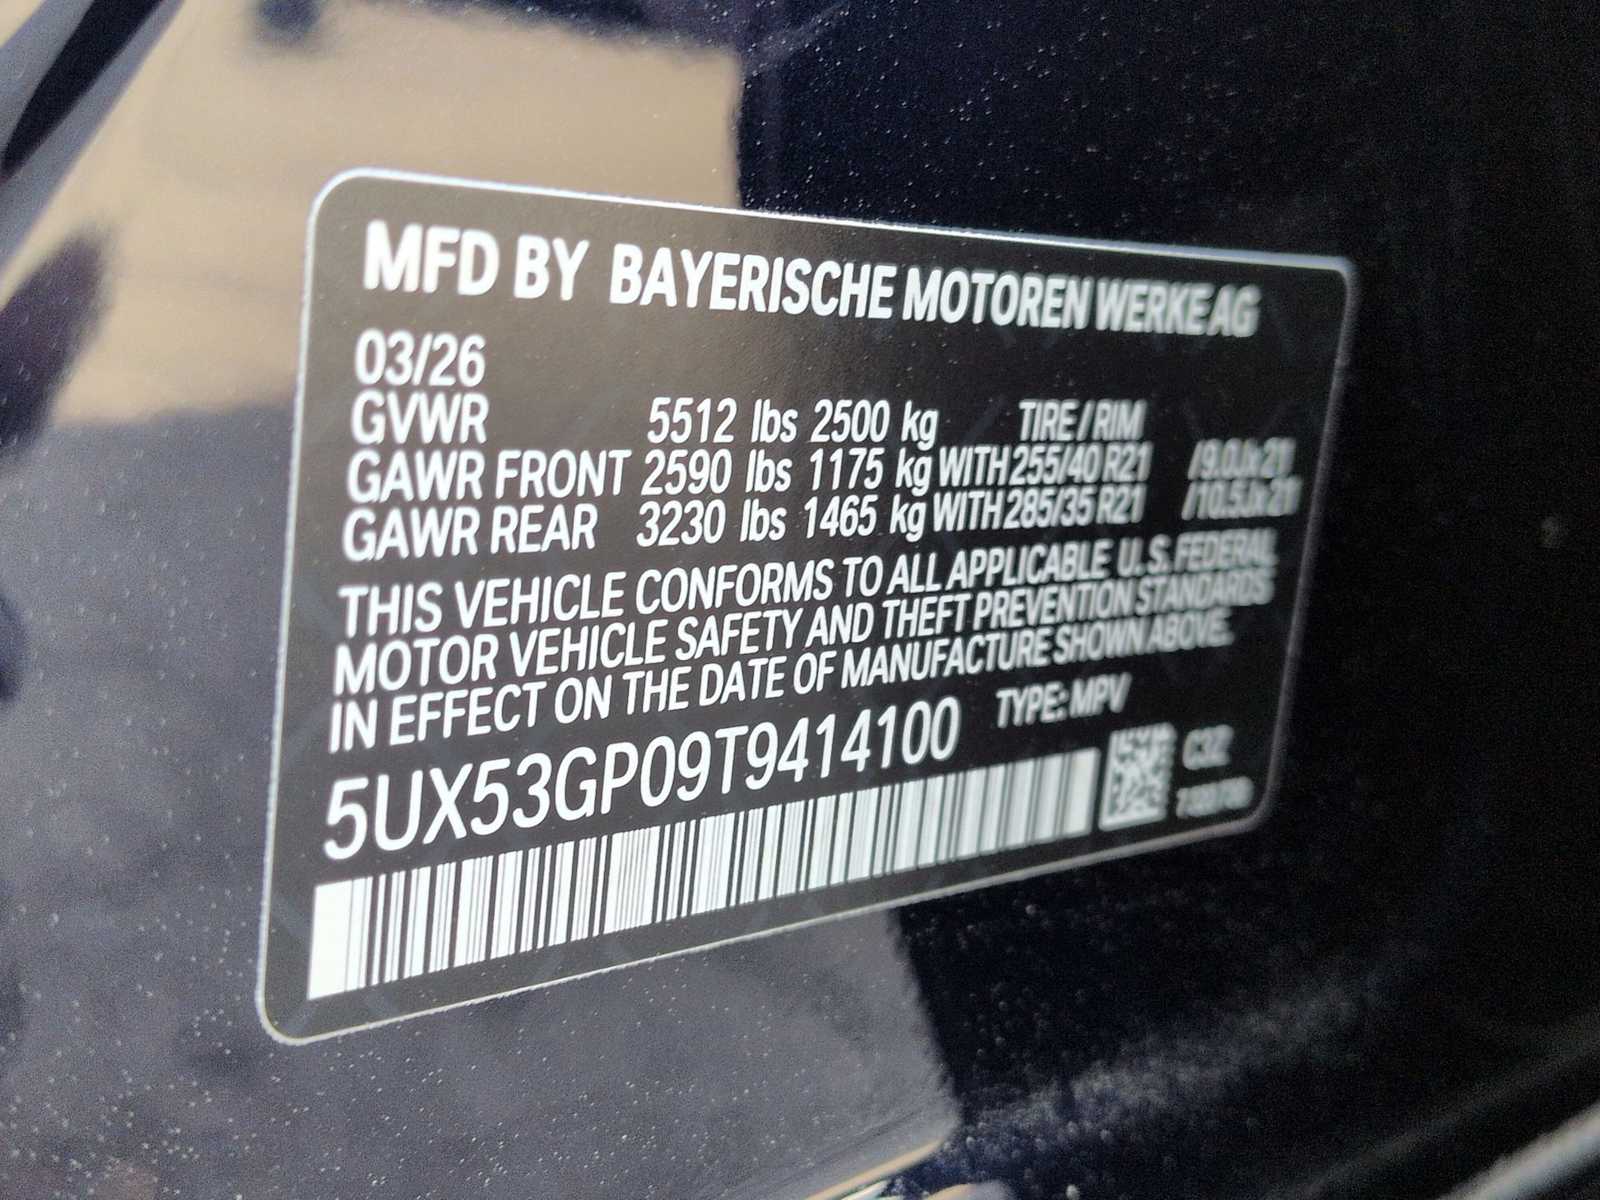 MFD BY BAYERISCHE MOTOREN WERKE AG
03/26
GVWR 5512 lbs 2500 kg TIRE / RIM
GAWR FRONT 2590 lbs 1175 kg WITH 255/40 R21 /9.0Jx21
GAWR REAR 3230 lbs 1465 kg WITH 285/35 R21 /10.5Jx21
THIS VEHICLE CONFORMS TO ALL APPLICABLE U.S. FEDERAL
MOTOR VEHICLE SAFETY AND THEFT PREVENTION STANDARDS
IN EFFECT ON THE DATE OF MANUFACTURE SHOWN ABOVE.
5UX53GP09T9414100 TYPE: MPV
C3Z